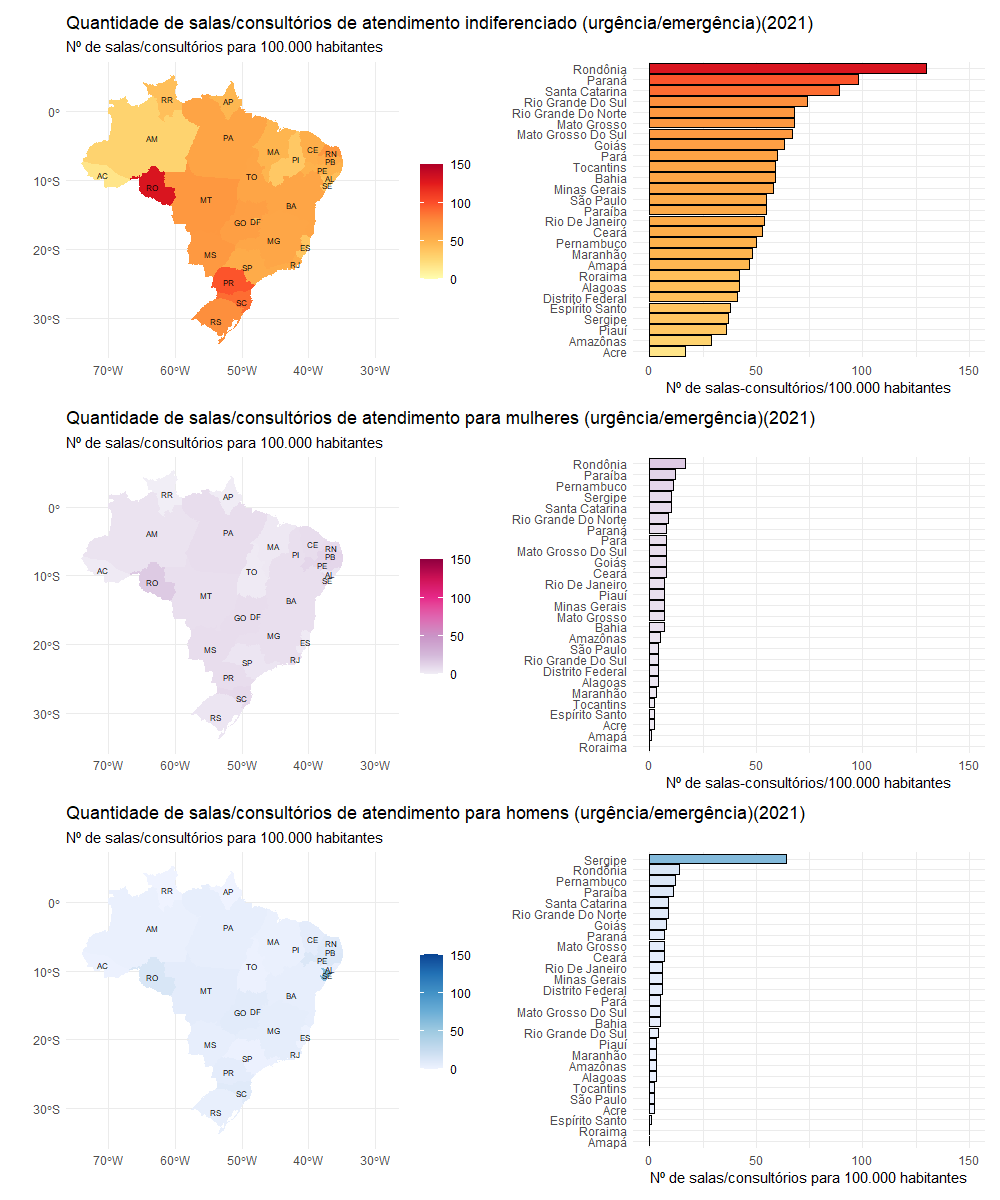 Quantidade de salas/consultórios de atendimento indiferenciado (urgência/emergência)(2021)
Nº de salas/consultórios para 100.000 habitantes
0°
10°S
20°S
30°S
70°W
60°W
50°W
40°W
30°W
RR
AP
AM
PA
MA
CE
RN
PB
PI
PE
AL
SE
AC
RO
TO
MT
BA
GO
DF
MG
ES
MS
SP
RJ
PR
SC
RS
150
100
50
0
Rondônia
Paraná
Santa Catarina
Rio Grande Do Sul
Rio Grande Do Norte
Mato Grosso
Mato Grosso Do Sul
Goiás
Pará
Tocantins
Bahia
Minas Gerais
São Paulo
Paraíba
Rio De Janeiro
Ceará
Pernambuco
Maranhão
Amapá
Roraima
Alagoas
Distrito Federal
Espírito Santo
Sergipe
Piauí
Amazônas
Acre
0
50
100
150
Nº de salas-consultórios/100.000 habitantes
Quantidade de salas/consultórios de atendimento para mulheres (urgência/emergência)(2021)
Nº de salas/consultórios para 100.000 habitantes
0°
10°S
20°S
30°S
70°W
60°W
50°W
40°W
30°W
RR
AP
AM
PA
MA
CE
RN
PB
PI
PE
AL
SE
AC
RO
TO
MT
BA
GO
DF
MG
ES
MS
SP
RJ
PR
SC
RS
150
100
50
0
Rondônia
Paraíba
Pernambuco
Sergipe
Santa Catarina
Rio Grande Do Norte
Paraná
Pará
Mato Grosso Do Sul
Goiás
Ceará
Rio De Janeiro
Piauí
Minas Gerais
Mato Grosso
Bahia
Amazônas
São Paulo
Rio Grande Do Sul
Distrito Federal
Alagoas
Maranhão
Tocantins
Espírito Santo
Acre
Amapá
Roraima
0
50
100
150
Nº de salas-consultórios/100.000 habitantes
Quantidade de salas/consultórios de atendimento para homens (urgência/emergência)(2021)
Nº de salas/consultórios para 100.000 habitantes
0°
10°S
20°S
30°S
70°W
60°W
50°W
40°W
30°W
RR
AP
AM
PA
MA
CE
RN
PB
PI
PE
AL
SE
AC
RO
TO
MT
BA
GO
DF
MG
ES
MS
SP
RJ
PR
SC
RS
150
100
50
0
Sergipe
Rondônia
Pernambuco
Paraíba
Santa Catarina
Rio Grande Do Norte
Goiás
Paraná
Mato Grosso
Ceará
Rio De Janeiro
Minas Gerais
Distrito Federal
Pará
Mato Grosso Do Sul
Bahia
Rio Grande Do Sul
Piauí
Maranhão
Amazônas
Alagoas
Tocantins
São Paulo
Acre
Espírito Santo
Roraima
Amapá
0
50
100
150
Nº de salas/consultórios para 100.000 habitantes